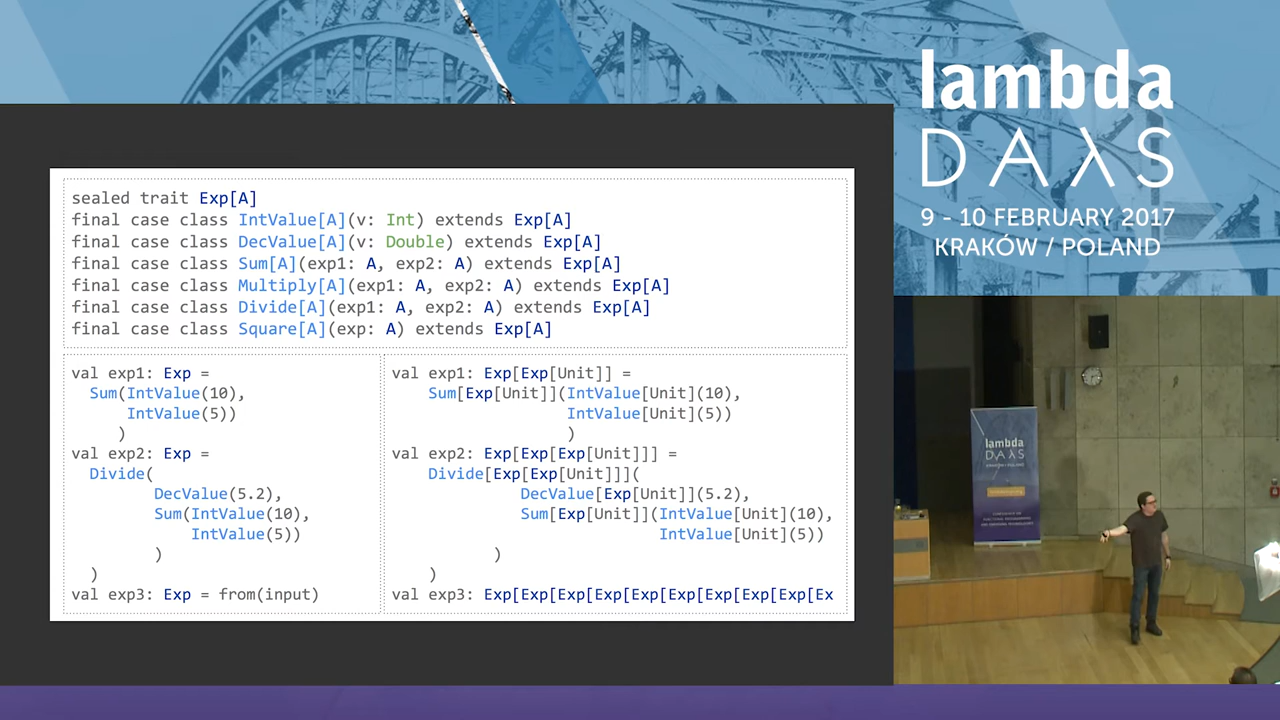 lambda
DAλS
9 - 10 FEBRUARY 2017
KRAKÓW / POLAND
sealed trait Exp[A]
final case class IntValue[A](v: Int) extends Exp[A]
final case class DecValue[A](v: Double) extends Exp[A]
final case class Sum[A](exp1: A, exp2: A) extends Exp[A]
final case class Multiply[A](exp1: A, exp2: A) extends Exp[A]
final case class Divide[A](exp1: A, exp2: A) extends Exp[A]
final case class Square[A](exp: A) extends Exp[A]
val exp1: Exp =
Sum(IntValue(10),
IntValue(5))
)
val exp2: Exp =
Divide(
DecValue(5.2),
Sum(IntValue(10),
IntValue(5))
)
)
val exp3: Exp = from(input)
val exp1: Exp[Exp[Unit]] =
Sum[Exp[Unit]](IntValue[Unit](10),
IntValue[Unit](5))
)
val exp2: Exp[Exp[Exp[Unit]]] =
Divide[Exp[Exp[Unit]]](
DecValue[Exp[Unit]](5.2),
Sum[Exp[Unit]](IntValue[Unit](10),
IntValue[Unit](5))
)
)
val exp3: Exp[Exp[Exp[Exp[Exp[Exp[Exp[Exp[Exp[Ex
lambda
DAλS